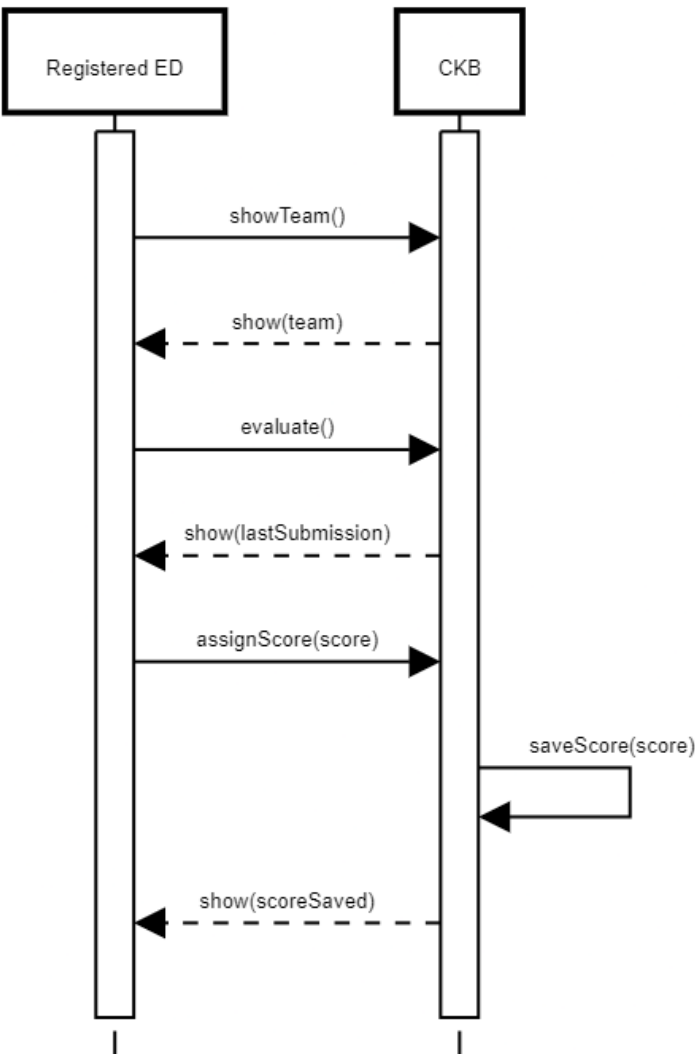 Registered ED
CKB
showTeam()
show(team)
evaluate()
show(lastSubmission)
assignScore(score)
saveScore(score)
show(scoreSaved)